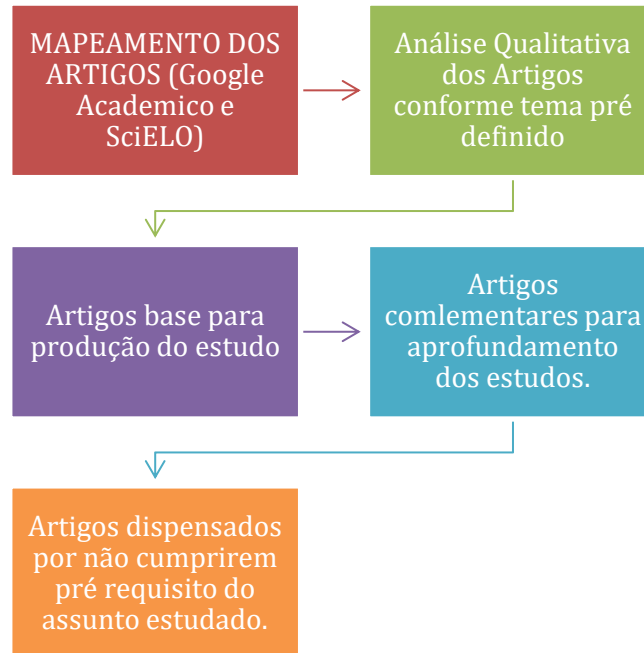 MAPEAMENTO DOS
ARTIGOS (Google
Academico e
SciELO)
Análise Qualitativa
dos Artigos
conforme tema pré
definido
Artigos base para
produção do estudo
Artigos
comlementares para
aprofundamento
dos estudos.
Artigos dispensados
por não cumprirem
pré requisito do
assunto estudado.